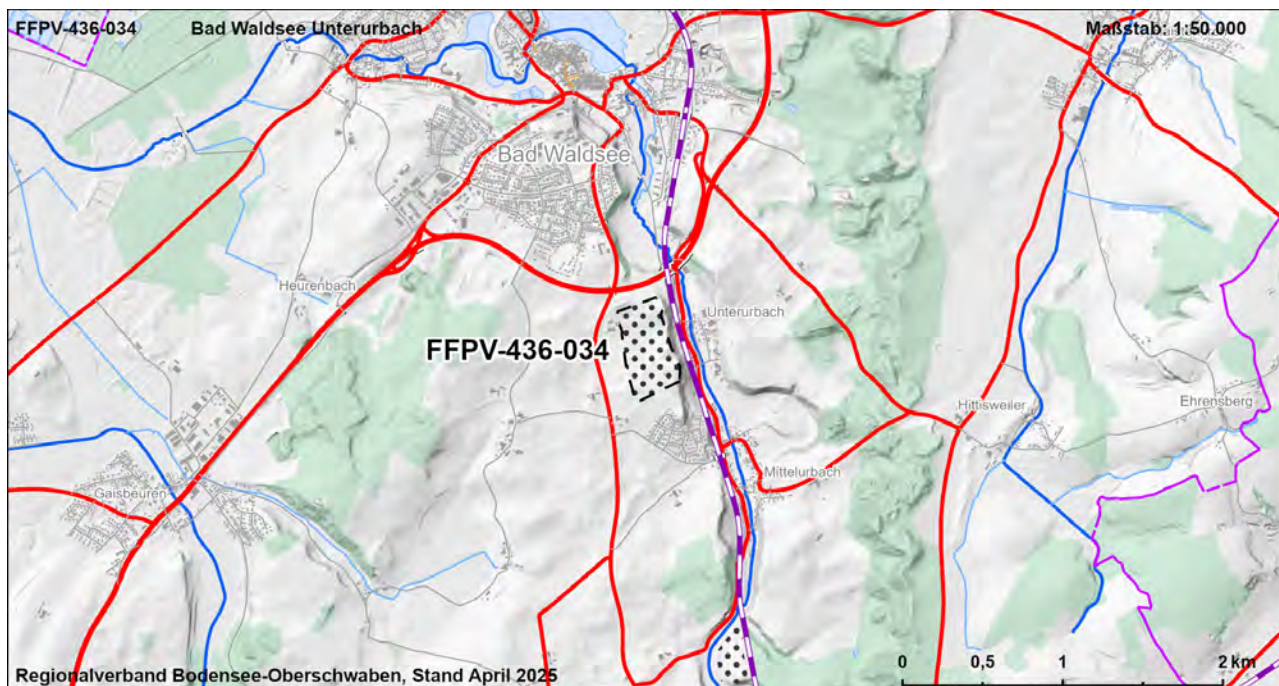 FFPV-436-034 Bad Waldsee Unterurbach Maßstab: 1:50.000
Bad Waldsee
Heurenbach
Unterurbach
FFPV-436-034
Hittisweiler
Ehrensberg
Mittelurbach
Gaisbeuren
0 0,5 1 2 km
Regionalverband Bodensee-Oberschwaben, Stand April 2025